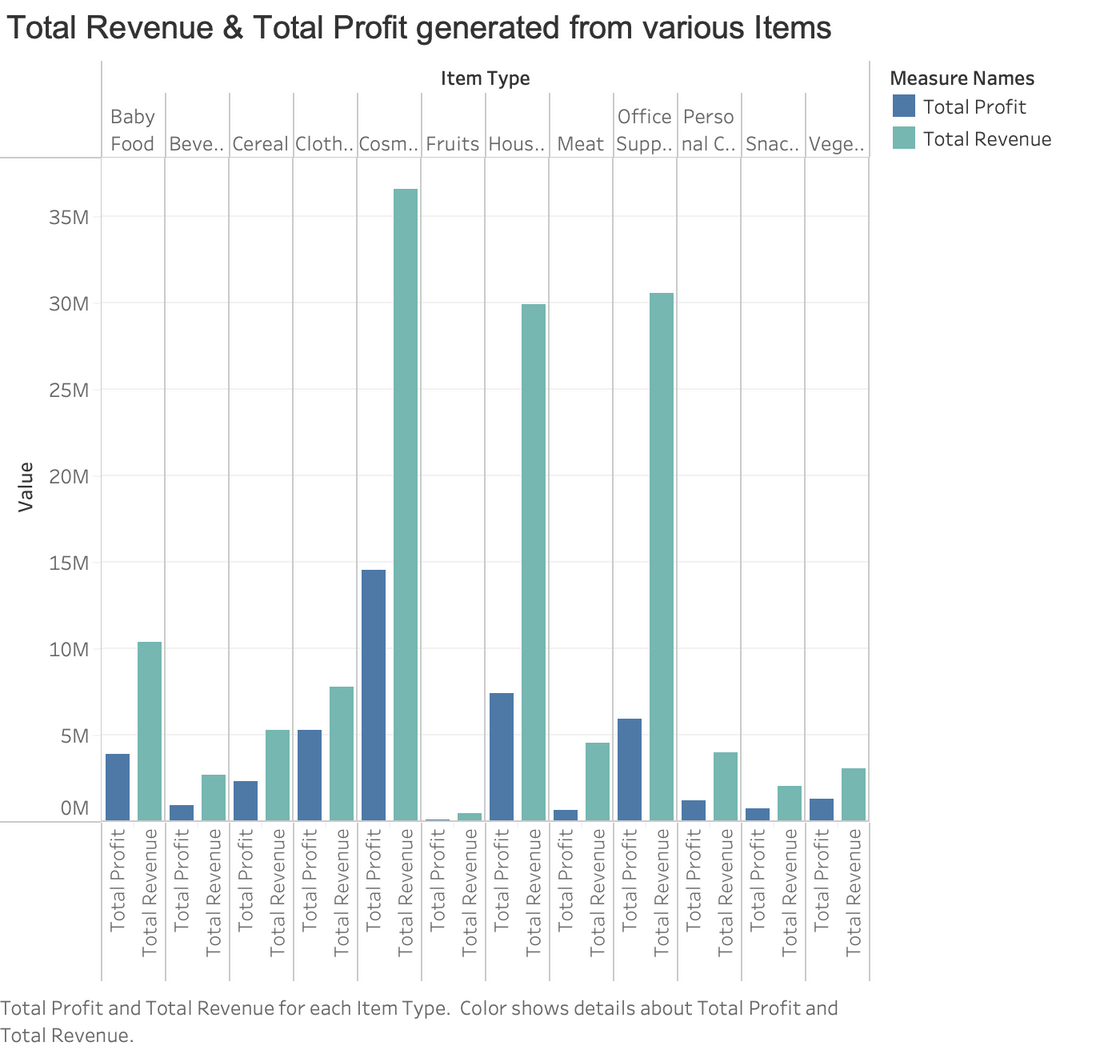 Total Revenue & Total Profit generated from various Items
Item Type
Baby
Food
Beve..
Cereal
Cloth..
Cosm..
Fruits
Hous..
Meat
Office
Supp..
Perso
nal C..
Snac..
Vege..
Measure Names
Total Profit
Total Revenue
Value
35M
30M
25M
20M
15M
10M
5M
0M
Total Profit
Total Revenue
Total Profit
Total Revenue
Total Profit
Total Revenue
Total Profit
Total Revenue
Total Profit
Total Revenue
Total Profit
Total Revenue
Total Profit
Total Revenue
Total Profit
Total Revenue
Total Profit
Total Revenue
Total Profit
Total Revenue
Total Profit
Total Revenue
Total Profit
Total Revenue
Total Profit and Total Revenue for each Item Type.  Color shows details about Total Profit and
Total Revenue.